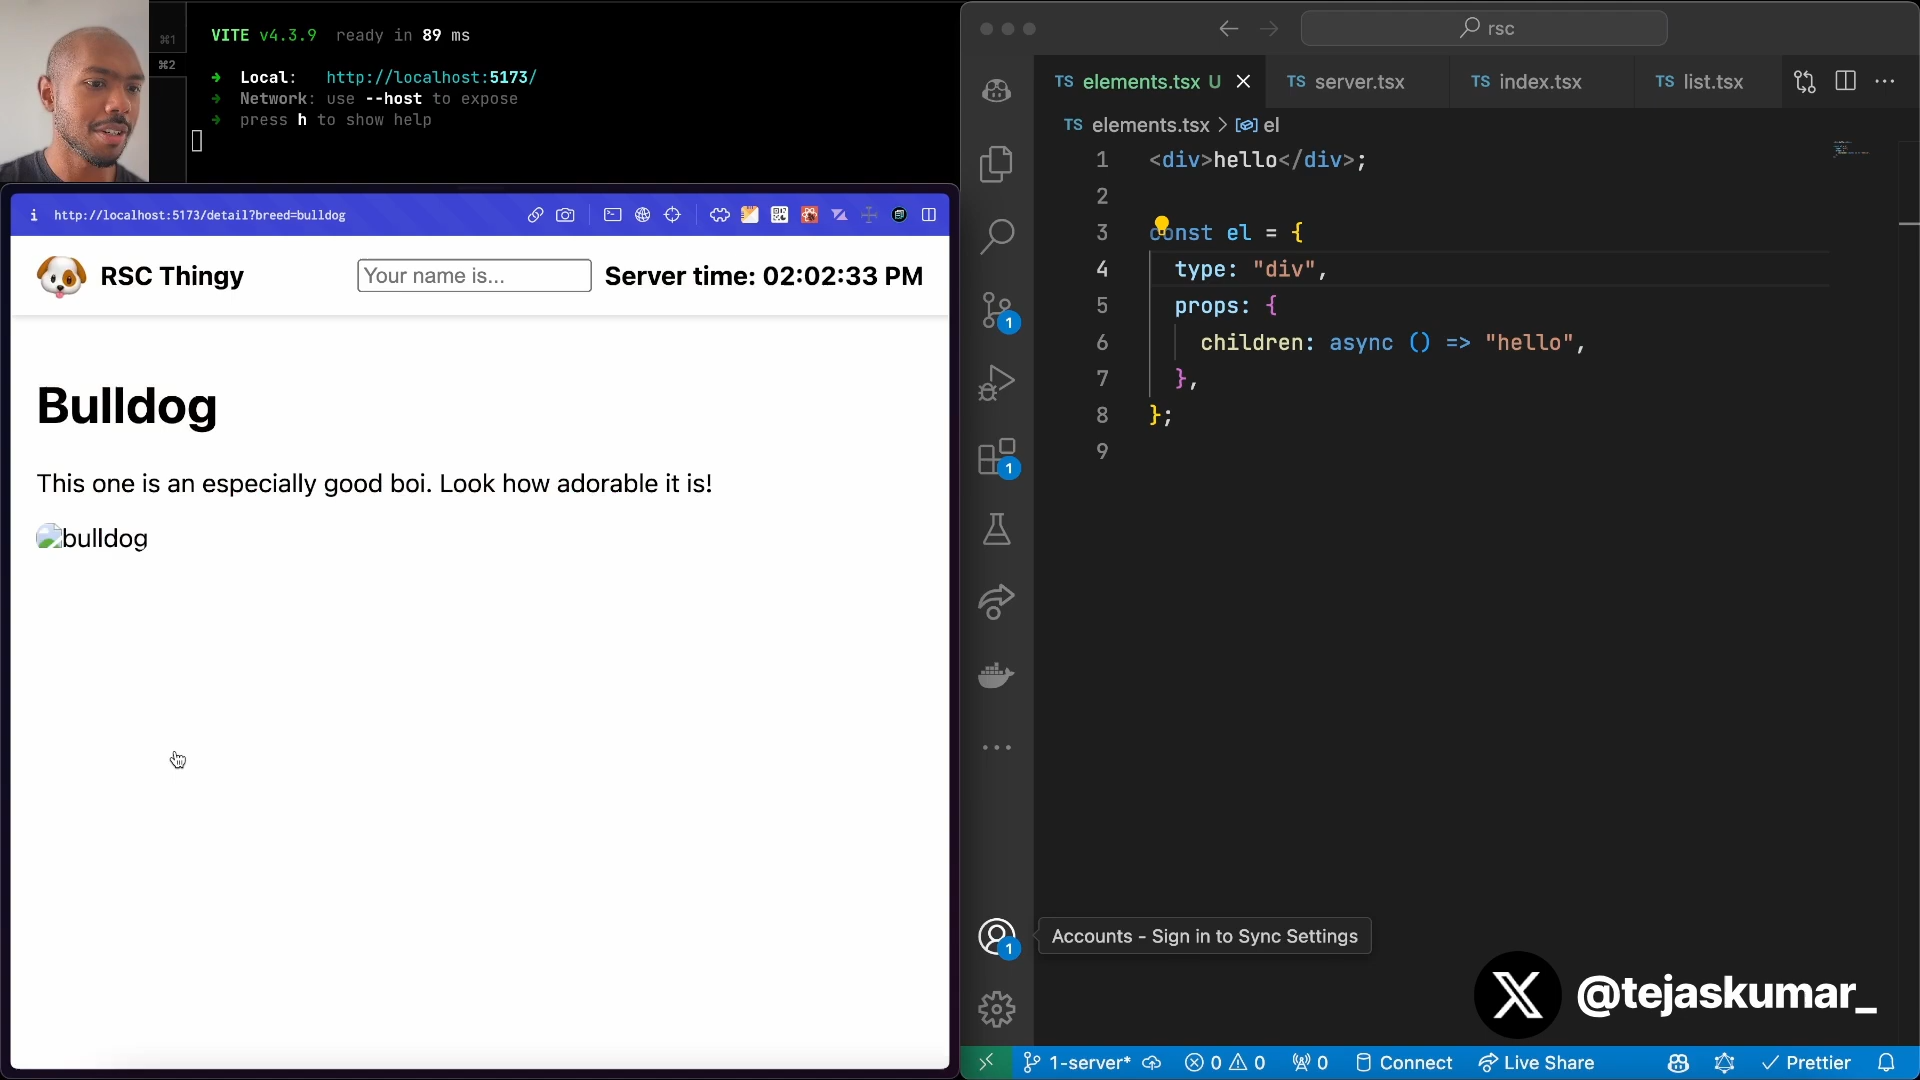 ⌘1
⌘2
VITE v4.3.9 ready in 89 ms
➜ Local: http://localhost:5173/
➜ Network: use --host to expose
➜ press h to show help
http://localhost:5173/detail?breed=bulldog
RSC Thingy
Your name is...
Server time: 02:02:33 PM
Bulldog
This one is an especially good boi. Look how adorable it is!
bulldog
rsc
TS elements.tsx U
TS server.tsx
TS index.tsx
TS list.tsx
TS elements.tsx > el
1 <div>hello</div>;
2
3 const el = {
4 type: "div",
5 props: {
6 children: async () => "hello",
7 },
8 };
9
1
1
1
Accounts - Sign in to Sync Settings
X @tejaskumar_
1-server* 0 0 0 Connect Live Share Prettier